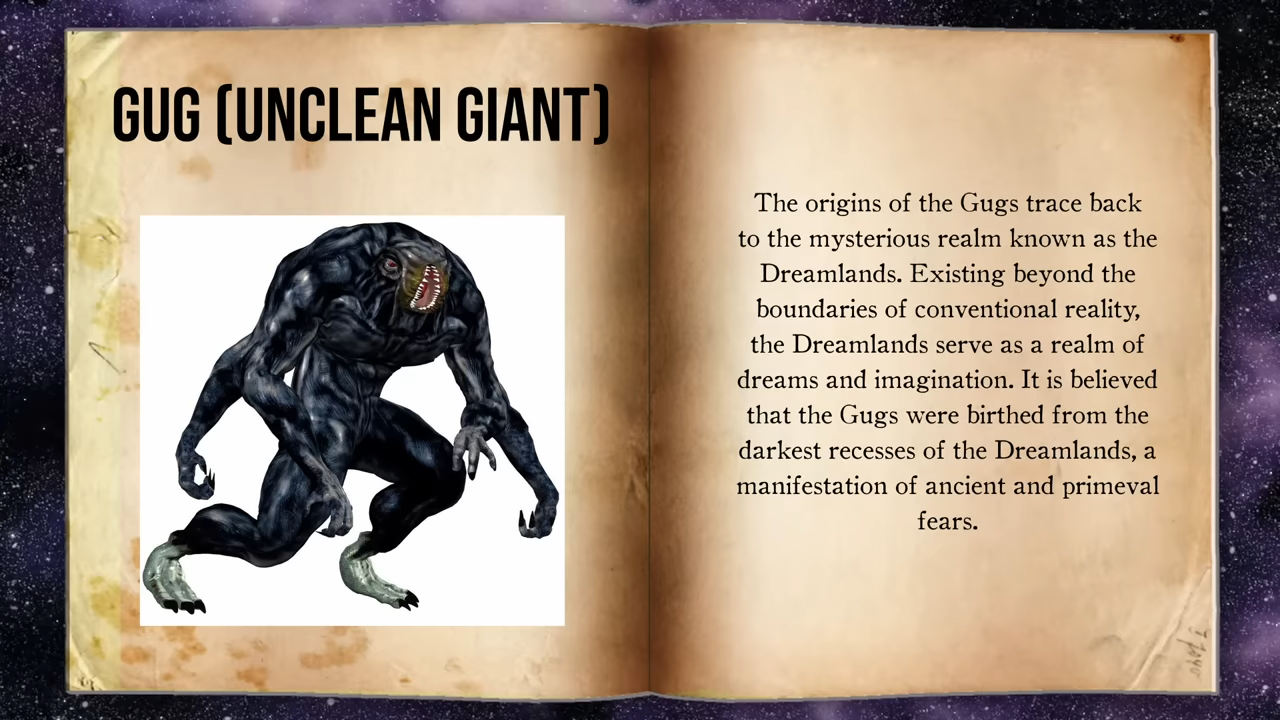 GUG (UNCLEAN GIANT)
The origins of the Gugs trace back
to the mysterious realm known as the
Dreamlands. Existing beyond the
boundaries of conventional reality,
the Dreamlands serve as a realm of
dreams and imagination. It is believed
that the Gugs were birthed from the
darkest recesses of the Dreamlands, a
manifestation of ancient and primeval
fears.